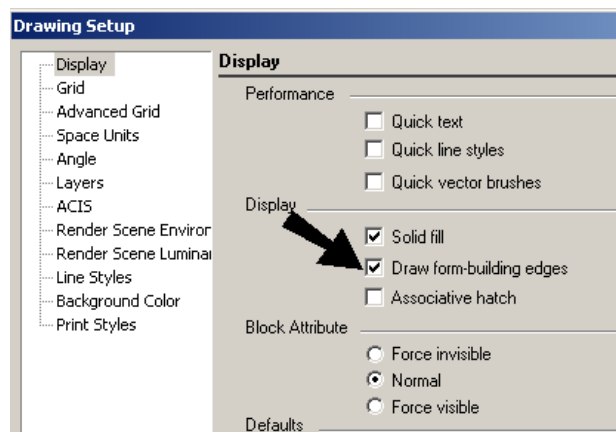 Drawing Setup
Display
Grid
Advanced Grid
Space Units
Angle
Layers
ACIS
Render Scene Environ
Render Scene Luminan
Line Styles
Background Color
Print Styles
Display
Performance
Quick text
Quick line styles
Quick vector brushes
Display
Solid fill
Draw form-building edges
Associative hatch
Block Attribute
Force invisible
Normal
Force visible
Defaults